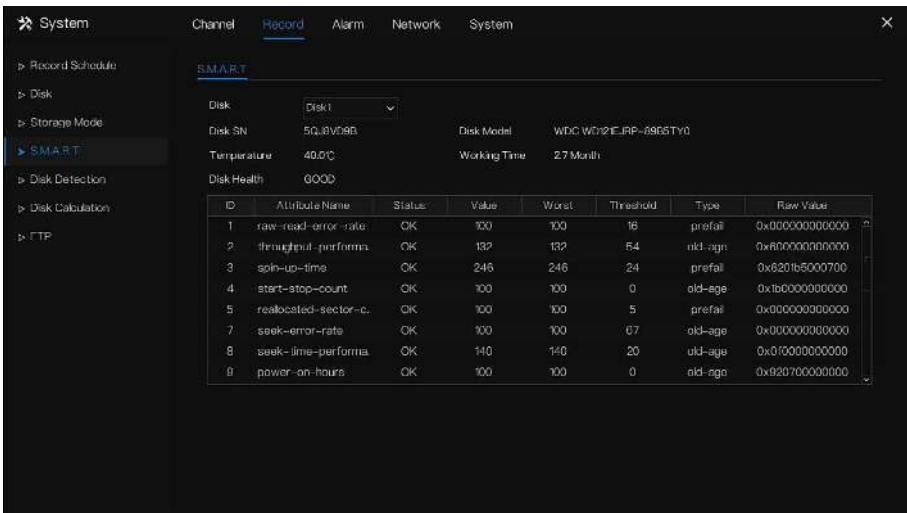 System Channel Record Alarm Network System
Record Schedule
Disk
Storage Mode
S.M.A.R.T
Disk Detection
Disk Calculation
FTP
S.M.A.R.T
Disk Disk1
Disk SN 5QJ8VD9B Disk Model WDC WD121EJRP-89B5TY0
Temperature 40.0°C Working Time 2.7 Month
Disk Health GOOD
ID Attribute Name Status Value Worst Threshold Type Raw Value
1 raw-read-error-rate OK 100 100 16 prefail 0x000000000000
2 throughput-performa. OK 132 132 54 old-age 0x600000000000
3 spin-up-time OK 246 246 24 prefail 0x6201b5000700
4 start-stop-count OK 100 100 0 old-age 0x1b0000000000
5 reallocated-sector-c. OK 100 100 5 prefail 0x000000000000
7 seek-error-rate OK 100 100 67 old-age 0x000000000000
8 seek-time-performa. OK 140 140 20 old-age 0x0f0000000000
9 power-on-hours OK 100 100 0 old-age 0x920700000000